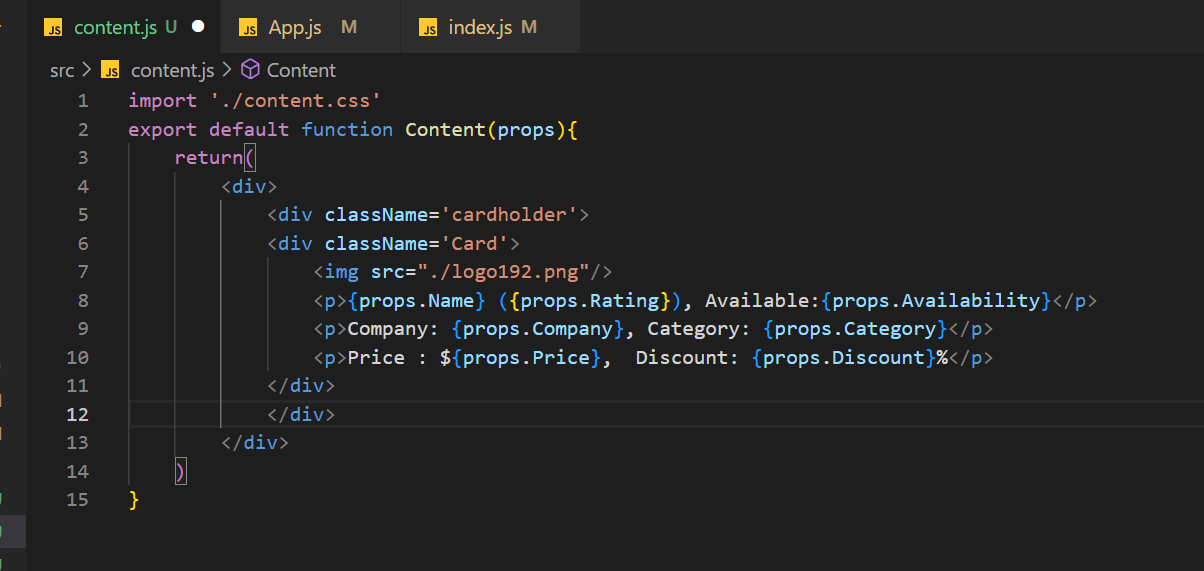 content.js U App.js M index.js M
src > content.js > Content
1 import './content.css'
2 export default function Content(props){
3     return(
4         <div>
5             <div className='cardholder'>
6             <div className='Card'>
7                 <img src="./logo192.png"/>
8                 <p>{props.Name} ({props.Rating}), Available:{props.Availability}</p>
9                 <p>Company: {props.Company}, Category: {props.Category}</p>
10                 <p>Price : ${props.Price},  Discount: {props.Discount}%</p>
11             </div>
12             </div>
13         </div>
14     )
15 }